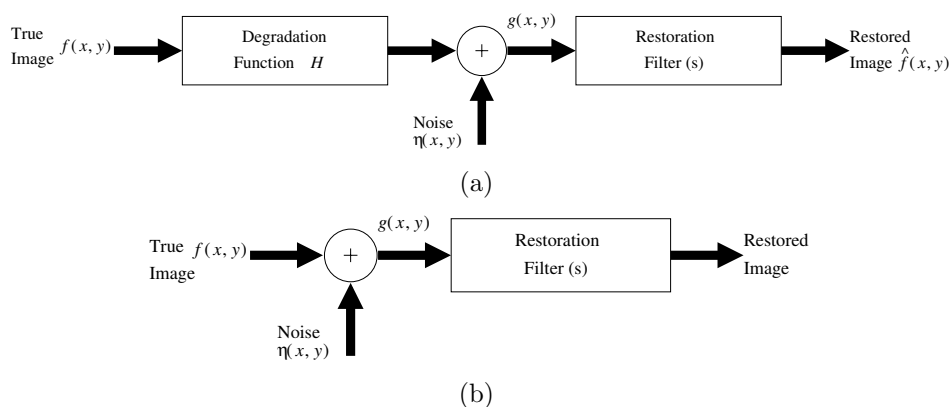 True
Image f(x, y)
Degradation
Function H
+
g(x, y)
Noise
η(x, y)
Restoration
Filter (s)
Restored
Image f̂(x, y)
(a)
True f(x, y)
Image
+
g(x, y)
Noise
η(x, y)
Restoration
Filter (s)
Restored
Image
(b)